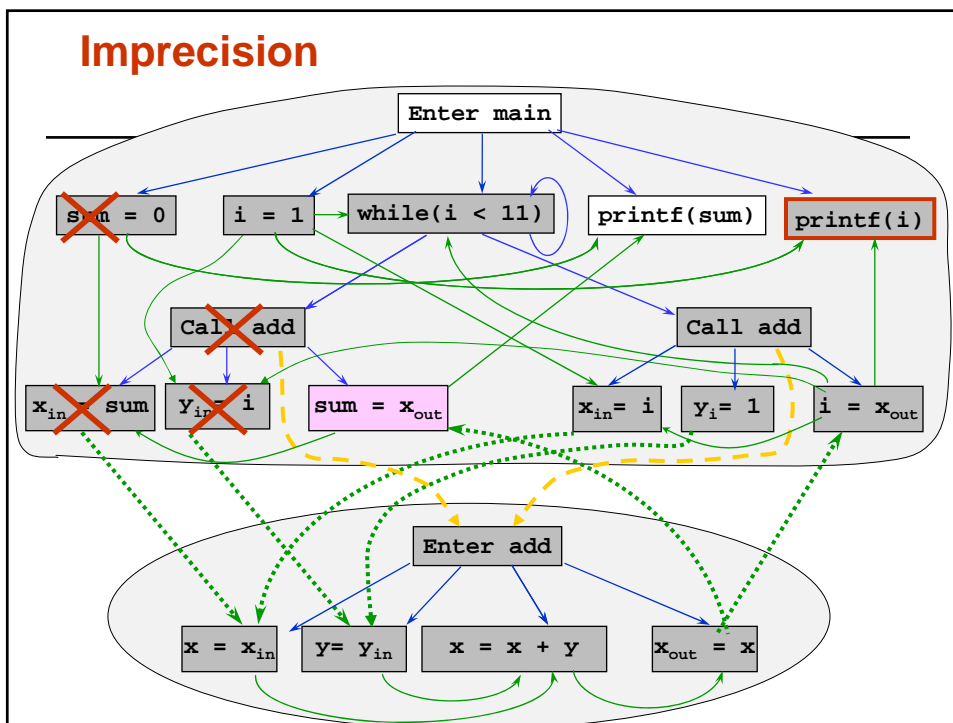 Imprecision
Enter main
sum = 0
i = 1
while(i < 11)
printf(sum)
printf(i)
Call add
Call add
xin = sum
yin= i
sum = xout
xin= i
yi= 1
i = xout
Enter add
x = xin
y= yin
x = x + y
xout = x